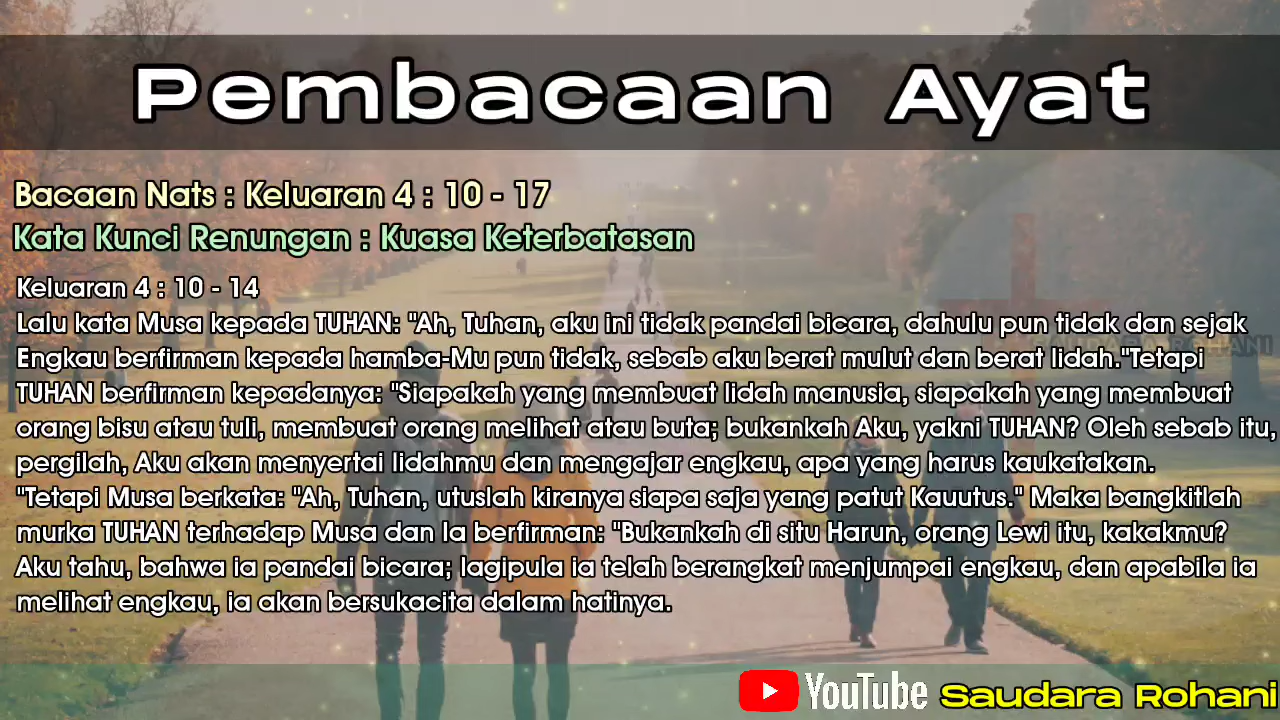 Pembacaan Ayat
Bacaan Nats : Keluaran 4 : 10 - 17
Kata Kunci Renungan : Kuasa Keterbatasan
Keluaran 4 : 10 - 14
Lalu kata Musa kepada TUHAN: "Ah, Tuhan, aku ini tidak pandai bicara, dahulu pun tidak dan sejak
Engkau berfirman kepada hamba-Mu pun tidak, sebab aku berat mulut dan berat lidah."Tetapi
TUHAN berfirman kepadanya: "Siapakah yang membuat lidah manusia, siapakah yang membuat
orang bisu atau tuli, membuat orang melihat atau buta; bukankah Aku, yakni TUHAN? Oleh sebab itu,
pergilah, Aku akan menyertai lidahmu dan mengajar engkau, apa yang harus kaukatakan.
"Tetapi Musa berkata: "Ah, Tuhan, utuslah kiranya siapa saja yang patut Kauutus." Maka bangkitlah
murka TUHAN terhadap Musa dan Ia berfirman: "Bukankah di situ Harun, orang Lewi itu, kakakmu?
Aku tahu, bahwa ia pandai bicara; lagipula ia telah berangkat menjumpai engkau, dan apabila ia
melihat engkau, ia akan bersukacita dalam hatinya.
SAUDARA ROHANI
YouTube Saudara Rohani